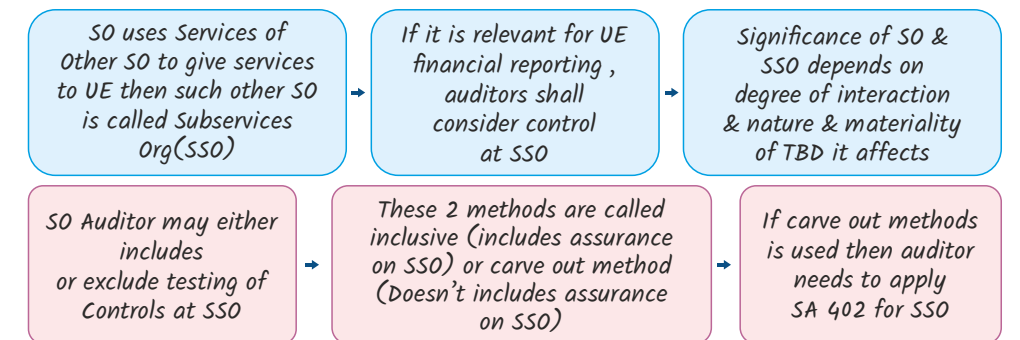 SO uses Services of
Other SO to give services
to UE then such other SO
is called Subservices
Org(SSO)
If it is relevant for UE
financial reporting ,
auditors shall
consider control
at SSO
Significance of SO &
SSO depends on
degree of interaction
& nature & materiality
of TBD it affects
SO Auditor may either
includes
or exclude testing of
Controls at SSO
These 2 methods are called
inclusive (includes assurance
on SSO) or carve out method
(Doesn't includes assurance
on SSO)
If carve out methods
is used then auditor
needs to apply
SA 402 for SSO